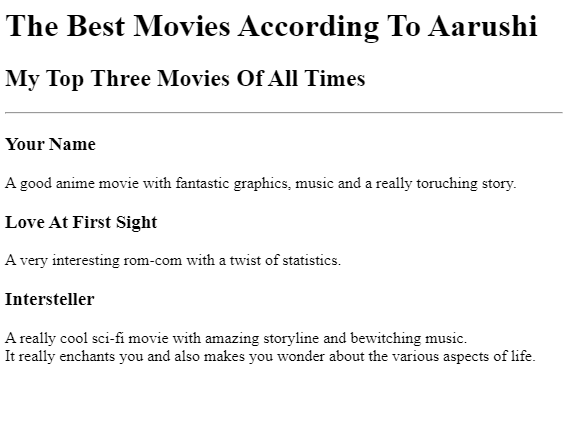 The Best Movies According To Aarushi
My Top Three Movies Of All Times
Your Name
A good anime movie with fantastic graphics, music and a really toruching story.
Love At First Sight
A very interesting rom-com with a twist of statistics.
Intersteller
A really cool sci-fi movie with amazing storyline and bewitching music.
It really enchants you and also makes you wonder about the various aspects of life.